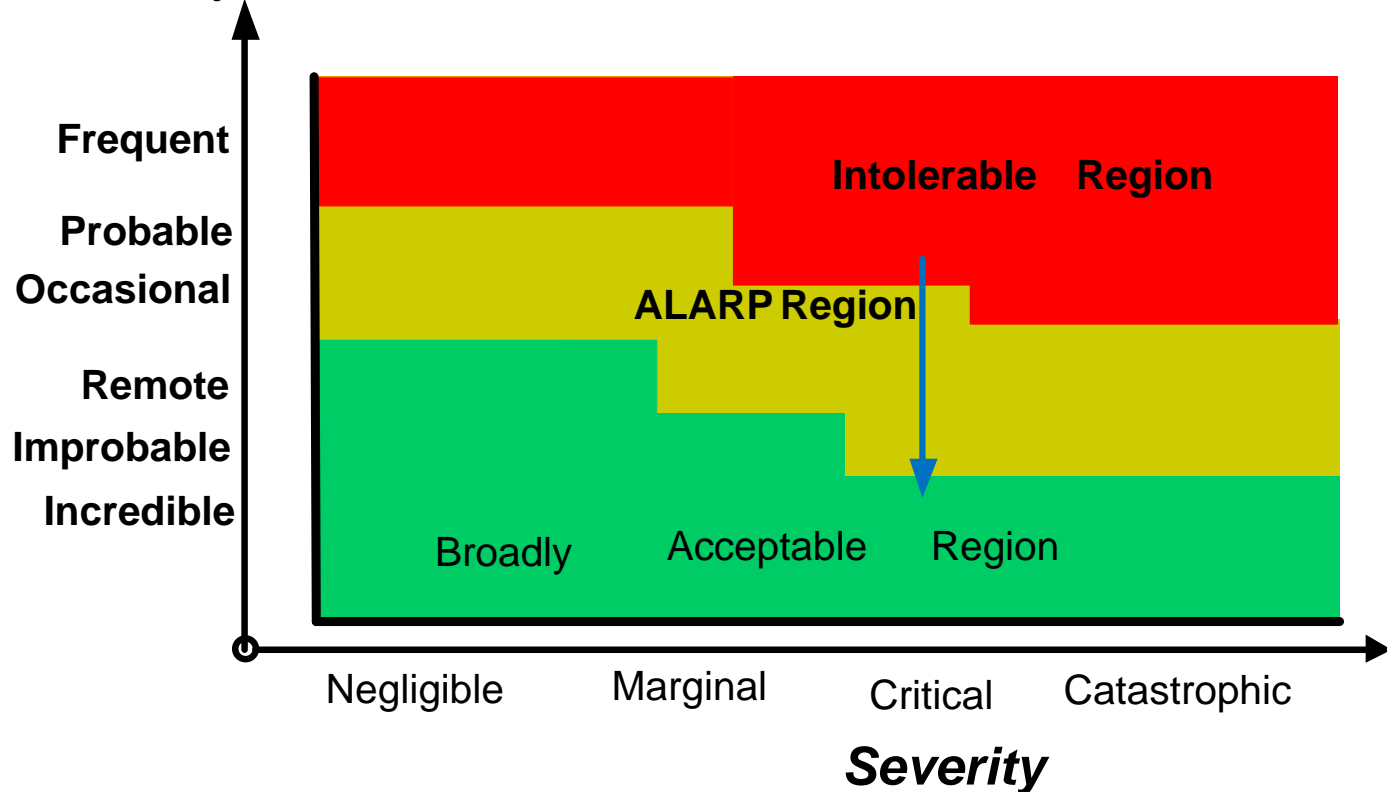 Frequent
Intolerable Region
Probable
Occasional
ALARP Region
Remote
Improbable
Incredible
Broadly Acceptable Region
Negligible Marginal Critical Catastrophic
Severity